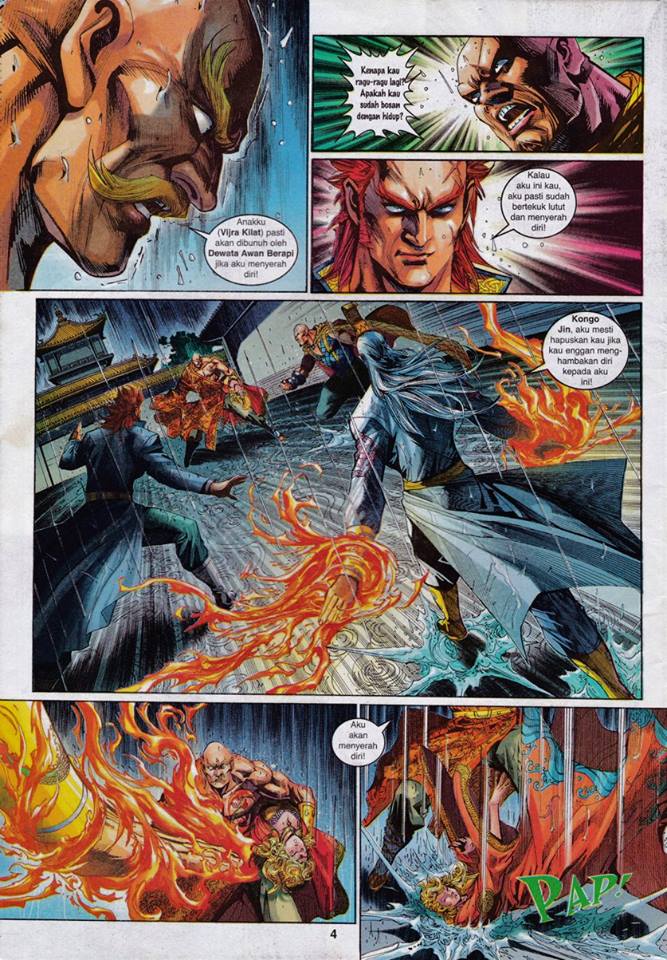 Anakku
(Vijra Kilat) pasti
akan dibunuh oleh
Dewata Awan Berapi
jika aku menyerah
diri!
Kenapa kau
ragu-ragu lagi?
Apakah kau
sudah bosan
dengan hidup?
Kalau
aku ini kau,
aku pasti sudah
bertekuk lutut
dan menyerah
diri!
Kongo
Jin, aku mesti
hapuskan kau jika
kau enggan meng-
hambakan diri
kepada aku
ini!
Aku
akan
menyerah
diri!
PAP!
4